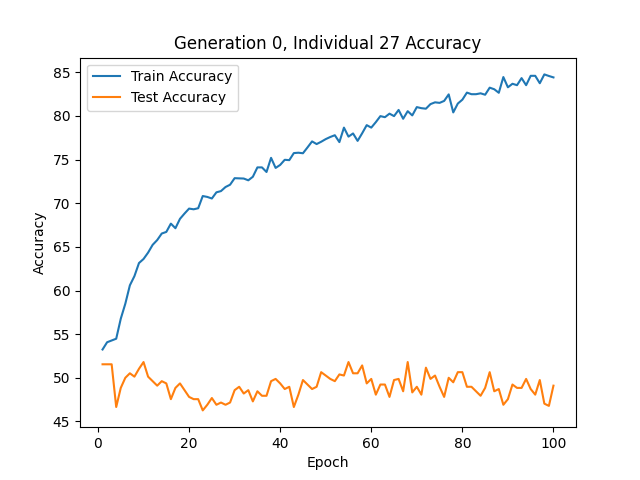 Generation 0, Individual 27 Accuracy
Train Accuracy
Test Accuracy
85
80
75
70
65
60
55
50
45
Accuracy
0 20 40 60 80 100
Epoch